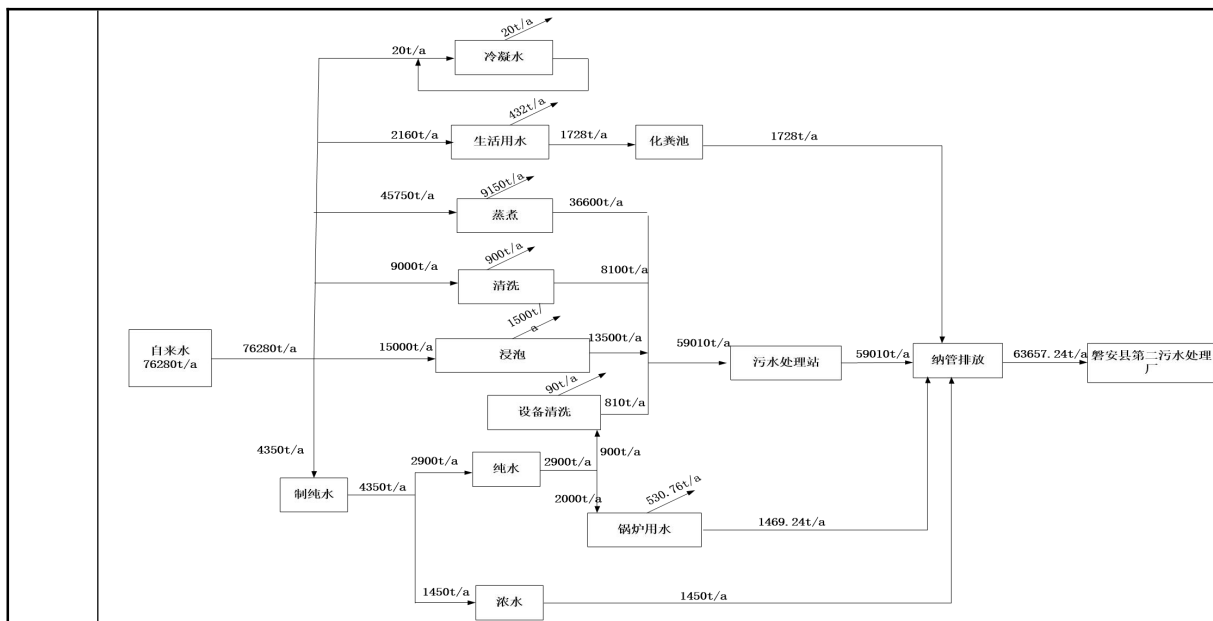 20t/a
20t/a
冷凝水
432t/a
2160t/a
生活用水
1728t/a
化粪池
1728t/a
9150t/a
45750t/a
蒸煮
36600t/a
900t/a
9000t/a
清洗
8100t/a
1500t/
a
自来水
76280t/a
76280t/a
15000t/a
浸泡
13500t/a
59010t/a
污水处理站
59010t/a
纳管排放
63657.24t/a
磐安县第二污水处理
厂
90t/a
设备清洗
810t/a
4350t/a
制纯水
4350t/a
2900t/a
纯水
2900t/a
900t/a
2000t/a
530.76t/a
锅炉用水
1469.24t/a
1450t/a
浓水
1450t/a